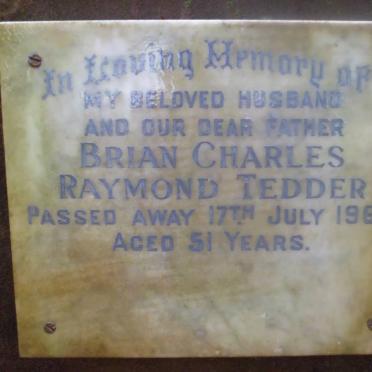 In Loving Memory of
MY BELOVED HUSBAND
AND OUR DEAR FATHER
BRIAN CHARLES
RAYMOND TEDDER
PASSED AWAY 17TH JULY
AGED 51 YEARS.